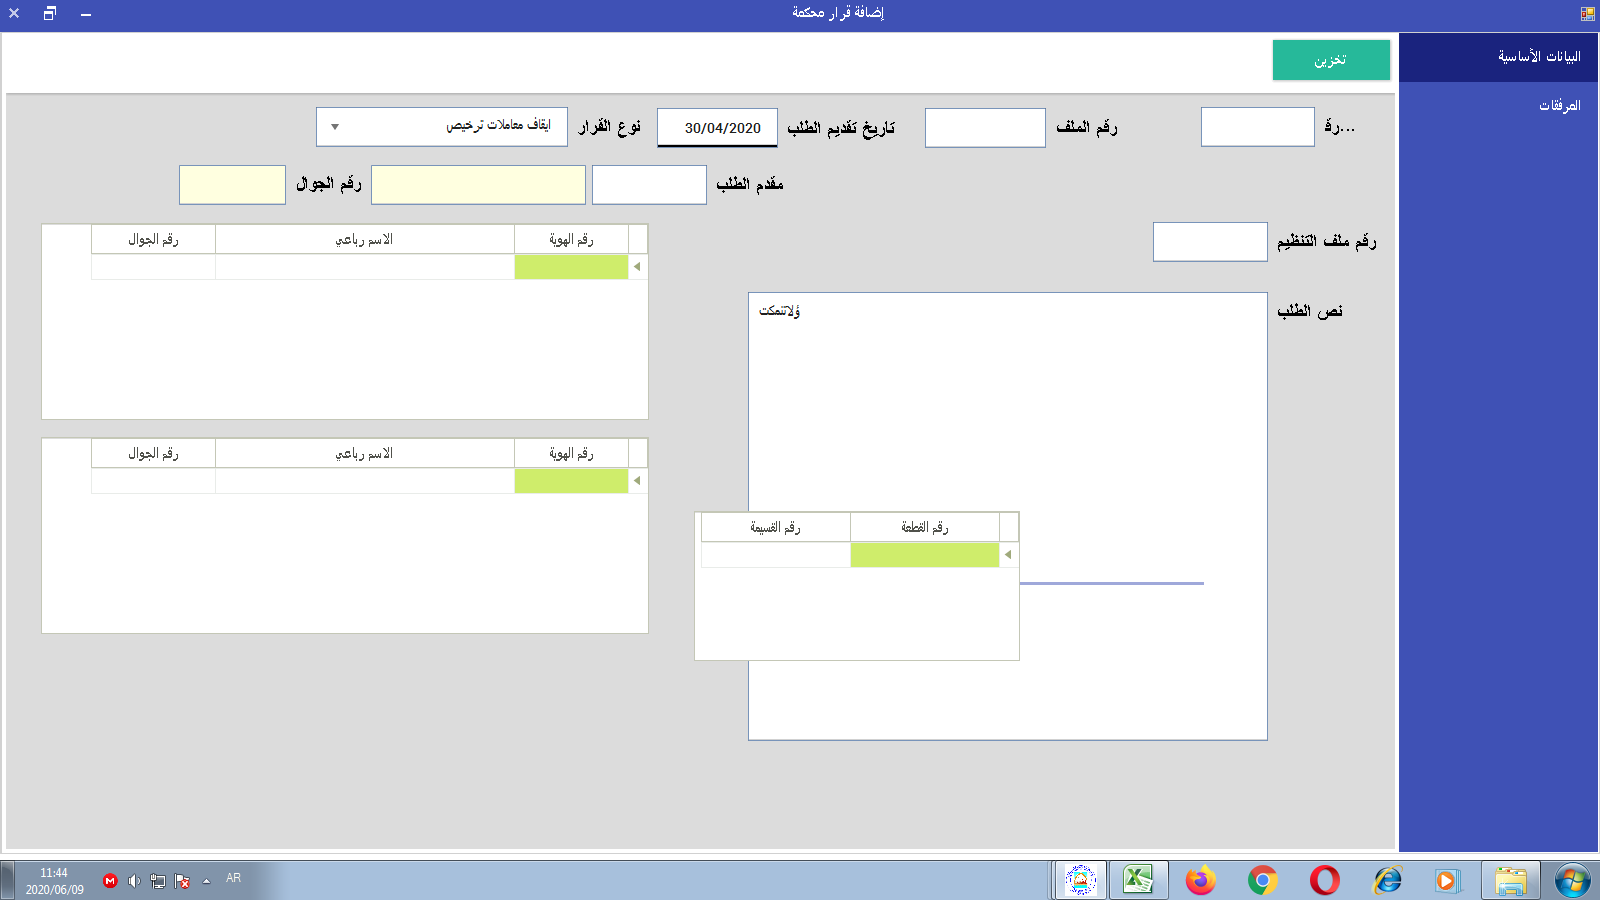 إضافة قرار محكمة
البيانات الأساسية
المرفقات
تخزين
رق...
رقم الملف
تاريخ تقديم الطلب
30/04/2020
نوع القرار
ايقاف معاملات ترخيص
مقدم الطلب
رقم الجوال
رقم ملف التنظيم
رقم الهوية الاسم رباعي رقم الجوال
نص الطلب
ؤلاتنمكت
رقم الهوية الاسم رباعي رقم الجوال
رقم القطعة رقم القسيمة
AR
11:44
2020/06/09